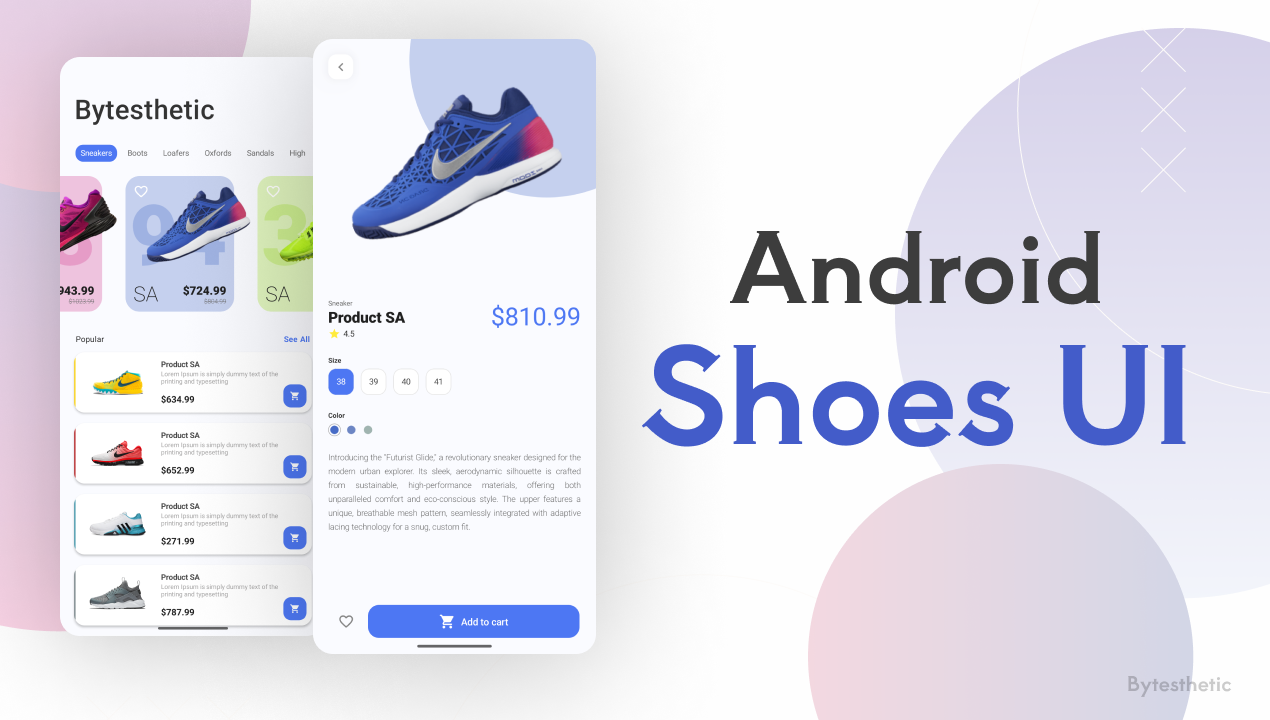 Bytesthetic
Sneakers Boots Loafers Oxfords Sandals High
94
3
SA
SA
943.99
$1023.99
$724.99
$804.99
Popular
See All
Product SA
Lorem Ipsum is simply dummy text of the
printing and typesetting.
$634.99
Product SA
Lorem Ipsum is simply dummy text of the
printing and typesetting
$652.99
Product SA
Lorem Ipsum is simply dummy text of the
printing and typesetting
$271.99
Product SA
Lorem Ipsum is simply dummy text of the
printing and typesetting
$787.99
Sneaker
Product SA
$810.99
4.5
Size
38 39 40 41
Color
Introducing the "Futurist Glide," a revolutionary sneaker designed for the
modern urban explorer. Its sleek, aerodynamic silhouette is crafted
from sustainable, high-performance materials, offering both
unparalleled comfort and eco-conscious style. The upper features a
unique, breathable mesh pattern, seamlessly integrated with adaptive
lacing technology for a snug, custom fit.
Add to cart
Android
Shoes UI
Bytesthetic